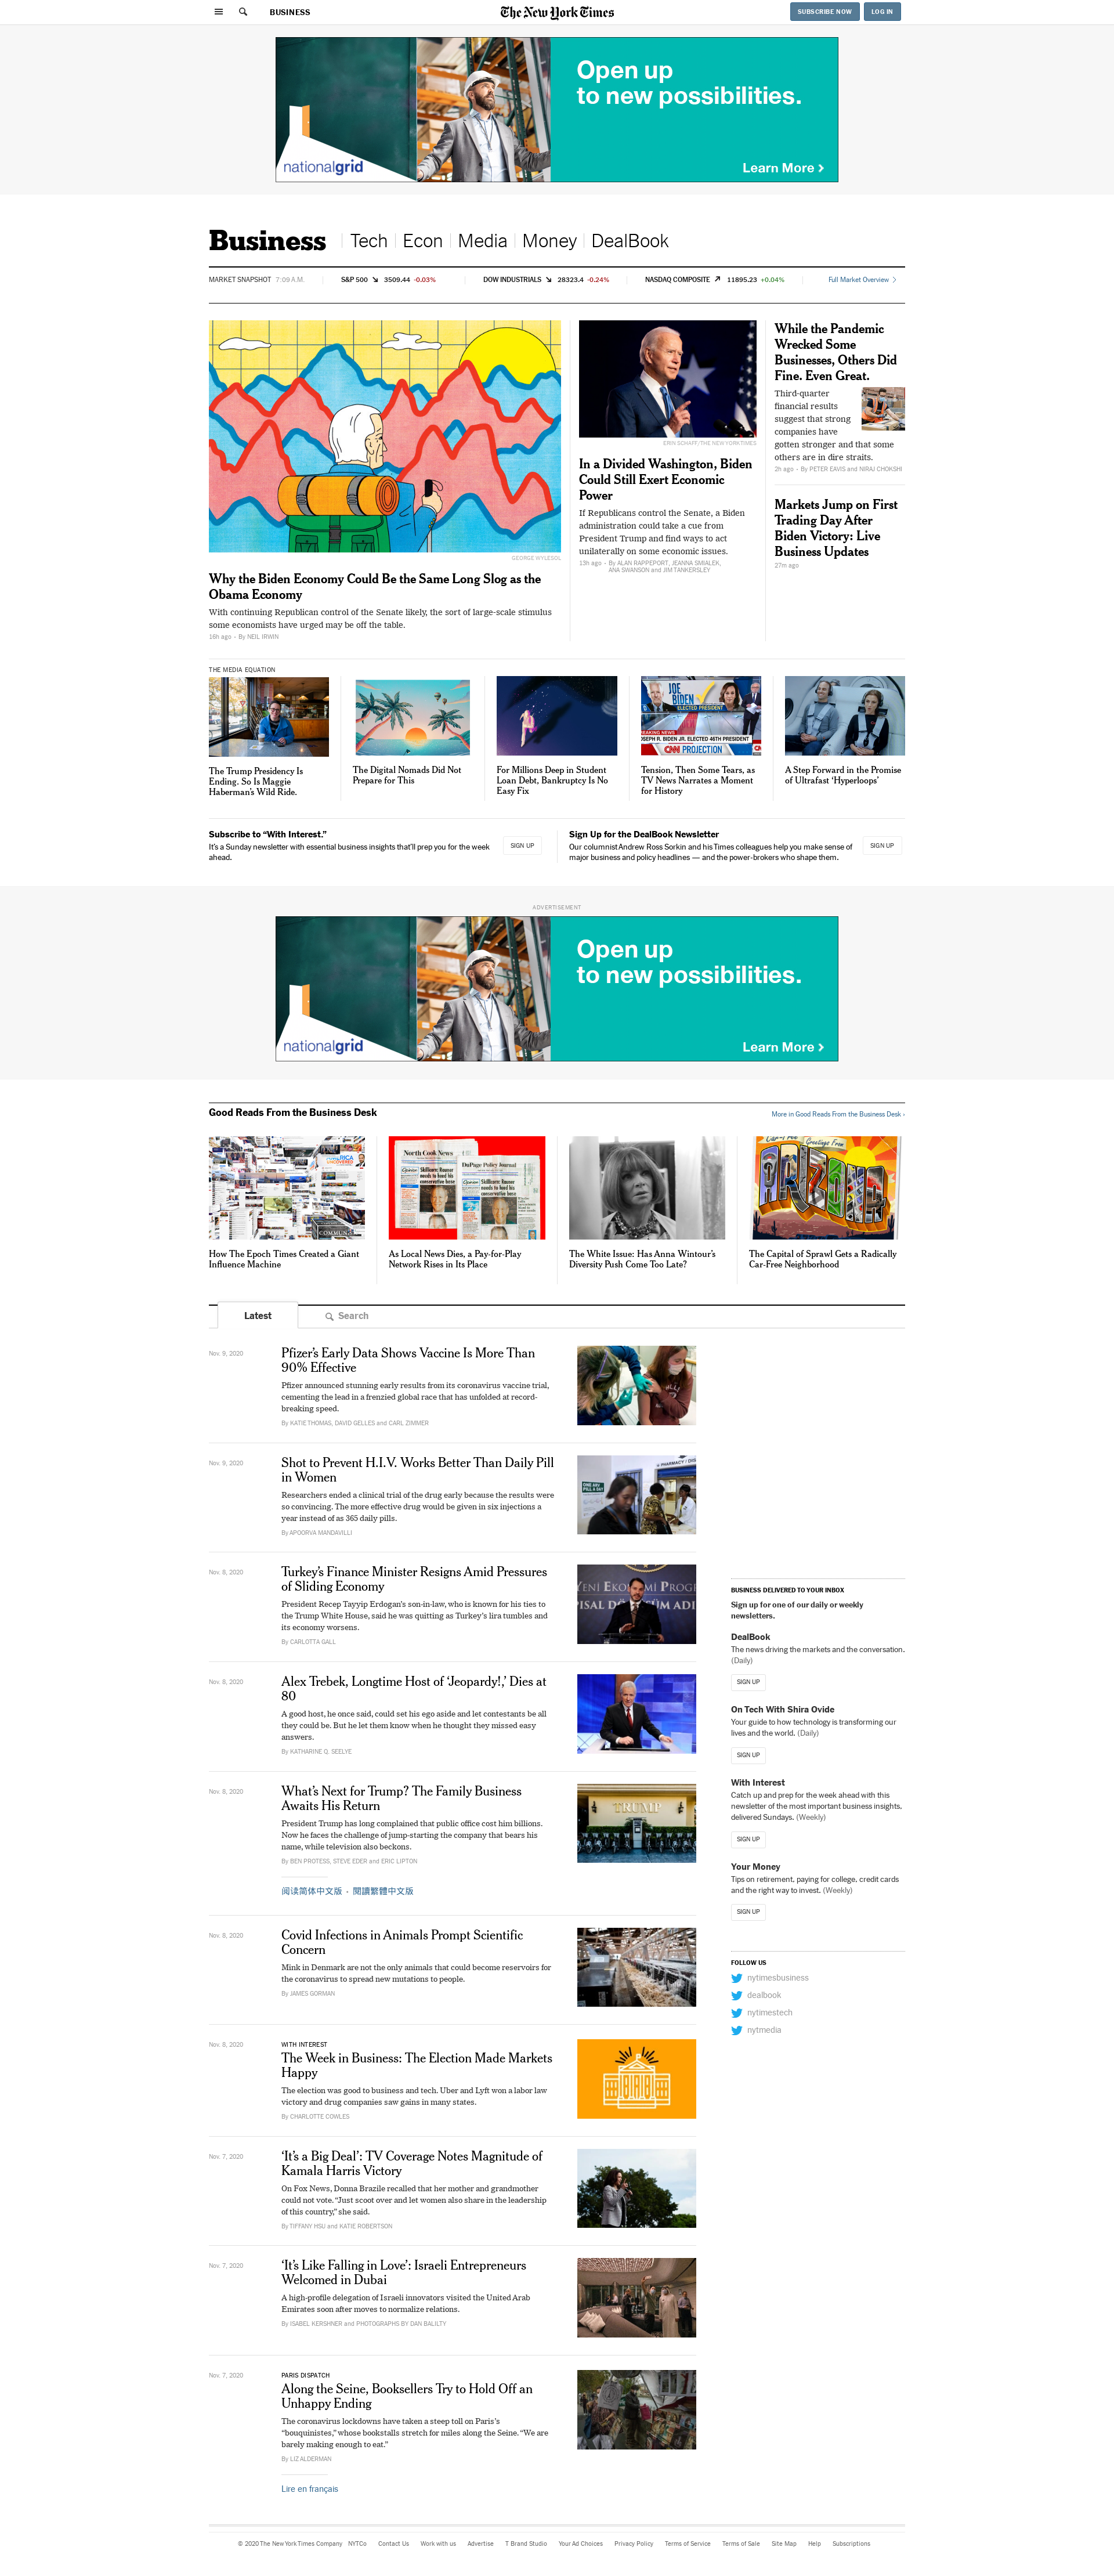 BUSINESS
The New York Times
SUBSCRIBE NOW
LOG IN
Open up
to new possibilities.
nationalgrid
Learn More
Business
Tech
Econ
Media
Money
DealBook
MARKET SNAPSHOT 7:09 A.M.
S&P 500 3509.44 -0.03%
DOW INDUSTRIALS 28323.4 -0.24%
NASDAQ COMPOSITE 11895.23 +0.04%
Full Market Overview
GEORGE WYLESOL
Why the Biden Economy Could Be the Same Long Slog as the
Obama Economy
With continuing Republican control of the Senate likely, the sort of large-scale stimulus
some economists have urged may be off the table.
16h ago – By NEIL IRWIN
ERIN SCHAFF/THE NEW YORK TIMES
In a Divided Washington, Biden
Could Still Exert Economic
Power
If Republicans control the Senate, a Biden
administration could take a cue from
President Trump and find ways to act
unilaterally on some economic issues.
13h ago – By ALAN RAPPEPORT, JEANNA SMIALEK,
ANA SWANSON and JIM TANKERSLEY
While the Pandemic
Wrecked Some
Businesses, Others Did
Fine. Even Great.
Third-quarter
financial results
suggest that strong
companies have
gotten stronger and that some
others are in dire straits.
2h ago – By PETER EAVIS and NIRAJ CHOKSHI
Markets Jump on First
Trading Day After
Biden Victory: Live
Business Updates
27m ago
THE MEDIA EQUATION
The Trump Presidency Is
Ending. So Is Maggie
Haberman’s Wild Ride.
The Digital Nomads Did Not
Prepare for This
For Millions Deep in Student
Loan Debt, Bankruptcy Is No
Easy Fix
JOE
BIDEN
ELECTED PRESIDENT
BREAKING NEWS
JOSEPH R. BIDEN JR. ELECTED 46TH PRESIDENT
CNN PROJECTION
Tension, Then Some Tears, as
TV News Narrates a Moment
for History
A Step Forward in the Promise
of Ultrafast ‘Hyperloops’
Subscribe to “With Interest.”
It’s a Sunday newsletter with essential business insights that’ll prep you for the week
ahead.
SIGN UP
Sign Up for the DealBook Newsletter
Our columnist Andrew Ross Sorkin and his Times colleagues help you make sense of
major business and policy headlines — and the power-brokers who shape them.
SIGN UP
ADVERTISEMENT
Open up
to new possibilities.
nationalgrid
Learn More
Good Reads From the Business Desk
More in Good Reads From the Business Desk ›
North Cook News
DuPage Policy Journal
Greetings From
ARIZONA
How The Epoch Times Created a Giant
Influence Machine
As Local News Dies, a Pay-for-Play
Network Rises in Its Place
The White Issue: Has Anna Wintour’s
Diversity Push Come Too Late?
The Capital of Sprawl Gets a Radically
Car-Free Neighborhood
Latest
Search
Nov. 9, 2020
Pfizer’s Early Data Shows Vaccine Is More Than
90% Effective
Pfizer announced stunning early results from its coronavirus vaccine trial,
cementing the lead in a frenzied global race that has unfolded at record-
breaking speed.
By KATIE THOMAS, DAVID GELLES and CARL ZIMMER
Nov. 9, 2020
Shot to Prevent H.I.V. Works Better Than Daily Pill
in Women
Researchers ended a clinical trial of the drug early because the results were
so convincing. The more effective drug would be given in six injections a
year instead of as 365 daily pills.
By APOORVA MANDAVILLI
Nov. 8, 2020
Turkey’s Finance Minister Resigns Amid Pressures
of Sliding Economy
President Recep Tayyip Erdogan’s son-in-law, who is known for his ties to
the Trump White House, said he was quitting as Turkey’s lira tumbles and
its economy worsens.
By CARLOTTA GALL
Nov. 8, 2020
Alex Trebek, Longtime Host of ‘Jeopardy!,’ Dies at
80
A good host, he once said, could set his ego aside and let contestants be all
they could be. But he let them know when he thought they missed easy
answers.
By KATHARINE Q. SEELYE
Nov. 8, 2020
What’s Next for Trump? The Family Business
Awaits His Return
President Trump has long complained that public office cost him billions.
Now he faces the challenge of jump-starting the company that bears his
name, while television also beckons.
By BEN PROTESS, STEVE EDER and ERIC LIPTON
阅读简体中文版 • 閱讀繁體中文版
TRUMP
Nov. 8, 2020
Covid Infections in Animals Prompt Scientific
Concern
Mink in Denmark are not the only animals that could become reservoirs for
the coronavirus to spread new mutations to people.
By JAMES GORMAN
Nov. 8, 2020
WITH INTEREST
The Week in Business: The Election Made Markets
Happy
The election was good to business and tech. Uber and Lyft won a labor law
victory and drug companies saw gains in many states.
By CHARLOTTE COWLES
Nov. 7, 2020
‘It’s a Big Deal’: TV Coverage Notes Magnitude of
Kamala Harris Victory
On Fox News, Donna Brazile recalled that her mother and grandmother
could not vote. “Just scoot over and let women also share in the leadership
of this country,” she said.
By TIFFANY HSU and KATIE ROBERTSON
Nov. 7, 2020
‘It’s Like Falling in Love’: Israeli Entrepreneurs
Welcomed in Dubai
A high-profile delegation of Israeli innovators visited the United Arab
Emirates soon after moves to normalize relations.
By ISABEL KERSHNER and PHOTOGRAPHS BY DAN BALILTY
Nov. 7, 2020
PARIS DISPATCH
Along the Seine, Booksellers Try to Hold Off an
Unhappy Ending
The coronavirus lockdowns have taken a steep toll on Paris’s
“bouquinistes,” whose bookstalls stretch for miles along the Seine. “We are
barely making enough to eat.”
By LIZ ALDERMAN
Lire en français
BUSINESS DELIVERED TO YOUR INBOX
Sign up for one of our daily or weekly
newsletters.
DealBook
The news driving the markets and the conversation.
(Daily)
SIGN UP
On Tech With Shira Ovide
Your guide to how technology is transforming our
lives and the world. (Daily)
SIGN UP
With Interest
Catch up and prep for the week ahead with this
newsletter of the most important business insights,
delivered Sundays. (Weekly)
SIGN UP
Your Money
Tips on retirement, paying for college, credit cards
and the right way to invest. (Weekly)
SIGN UP
FOLLOW US
nytimesbusiness
dealbook
nytimestech
nytmedia
© 2020 The New York Times Company NYTCo Contact Us Work with us Advertise T Brand Studio Your Ad Choices Privacy Policy Terms of Service Terms of Sale Site Map Help Subscriptions